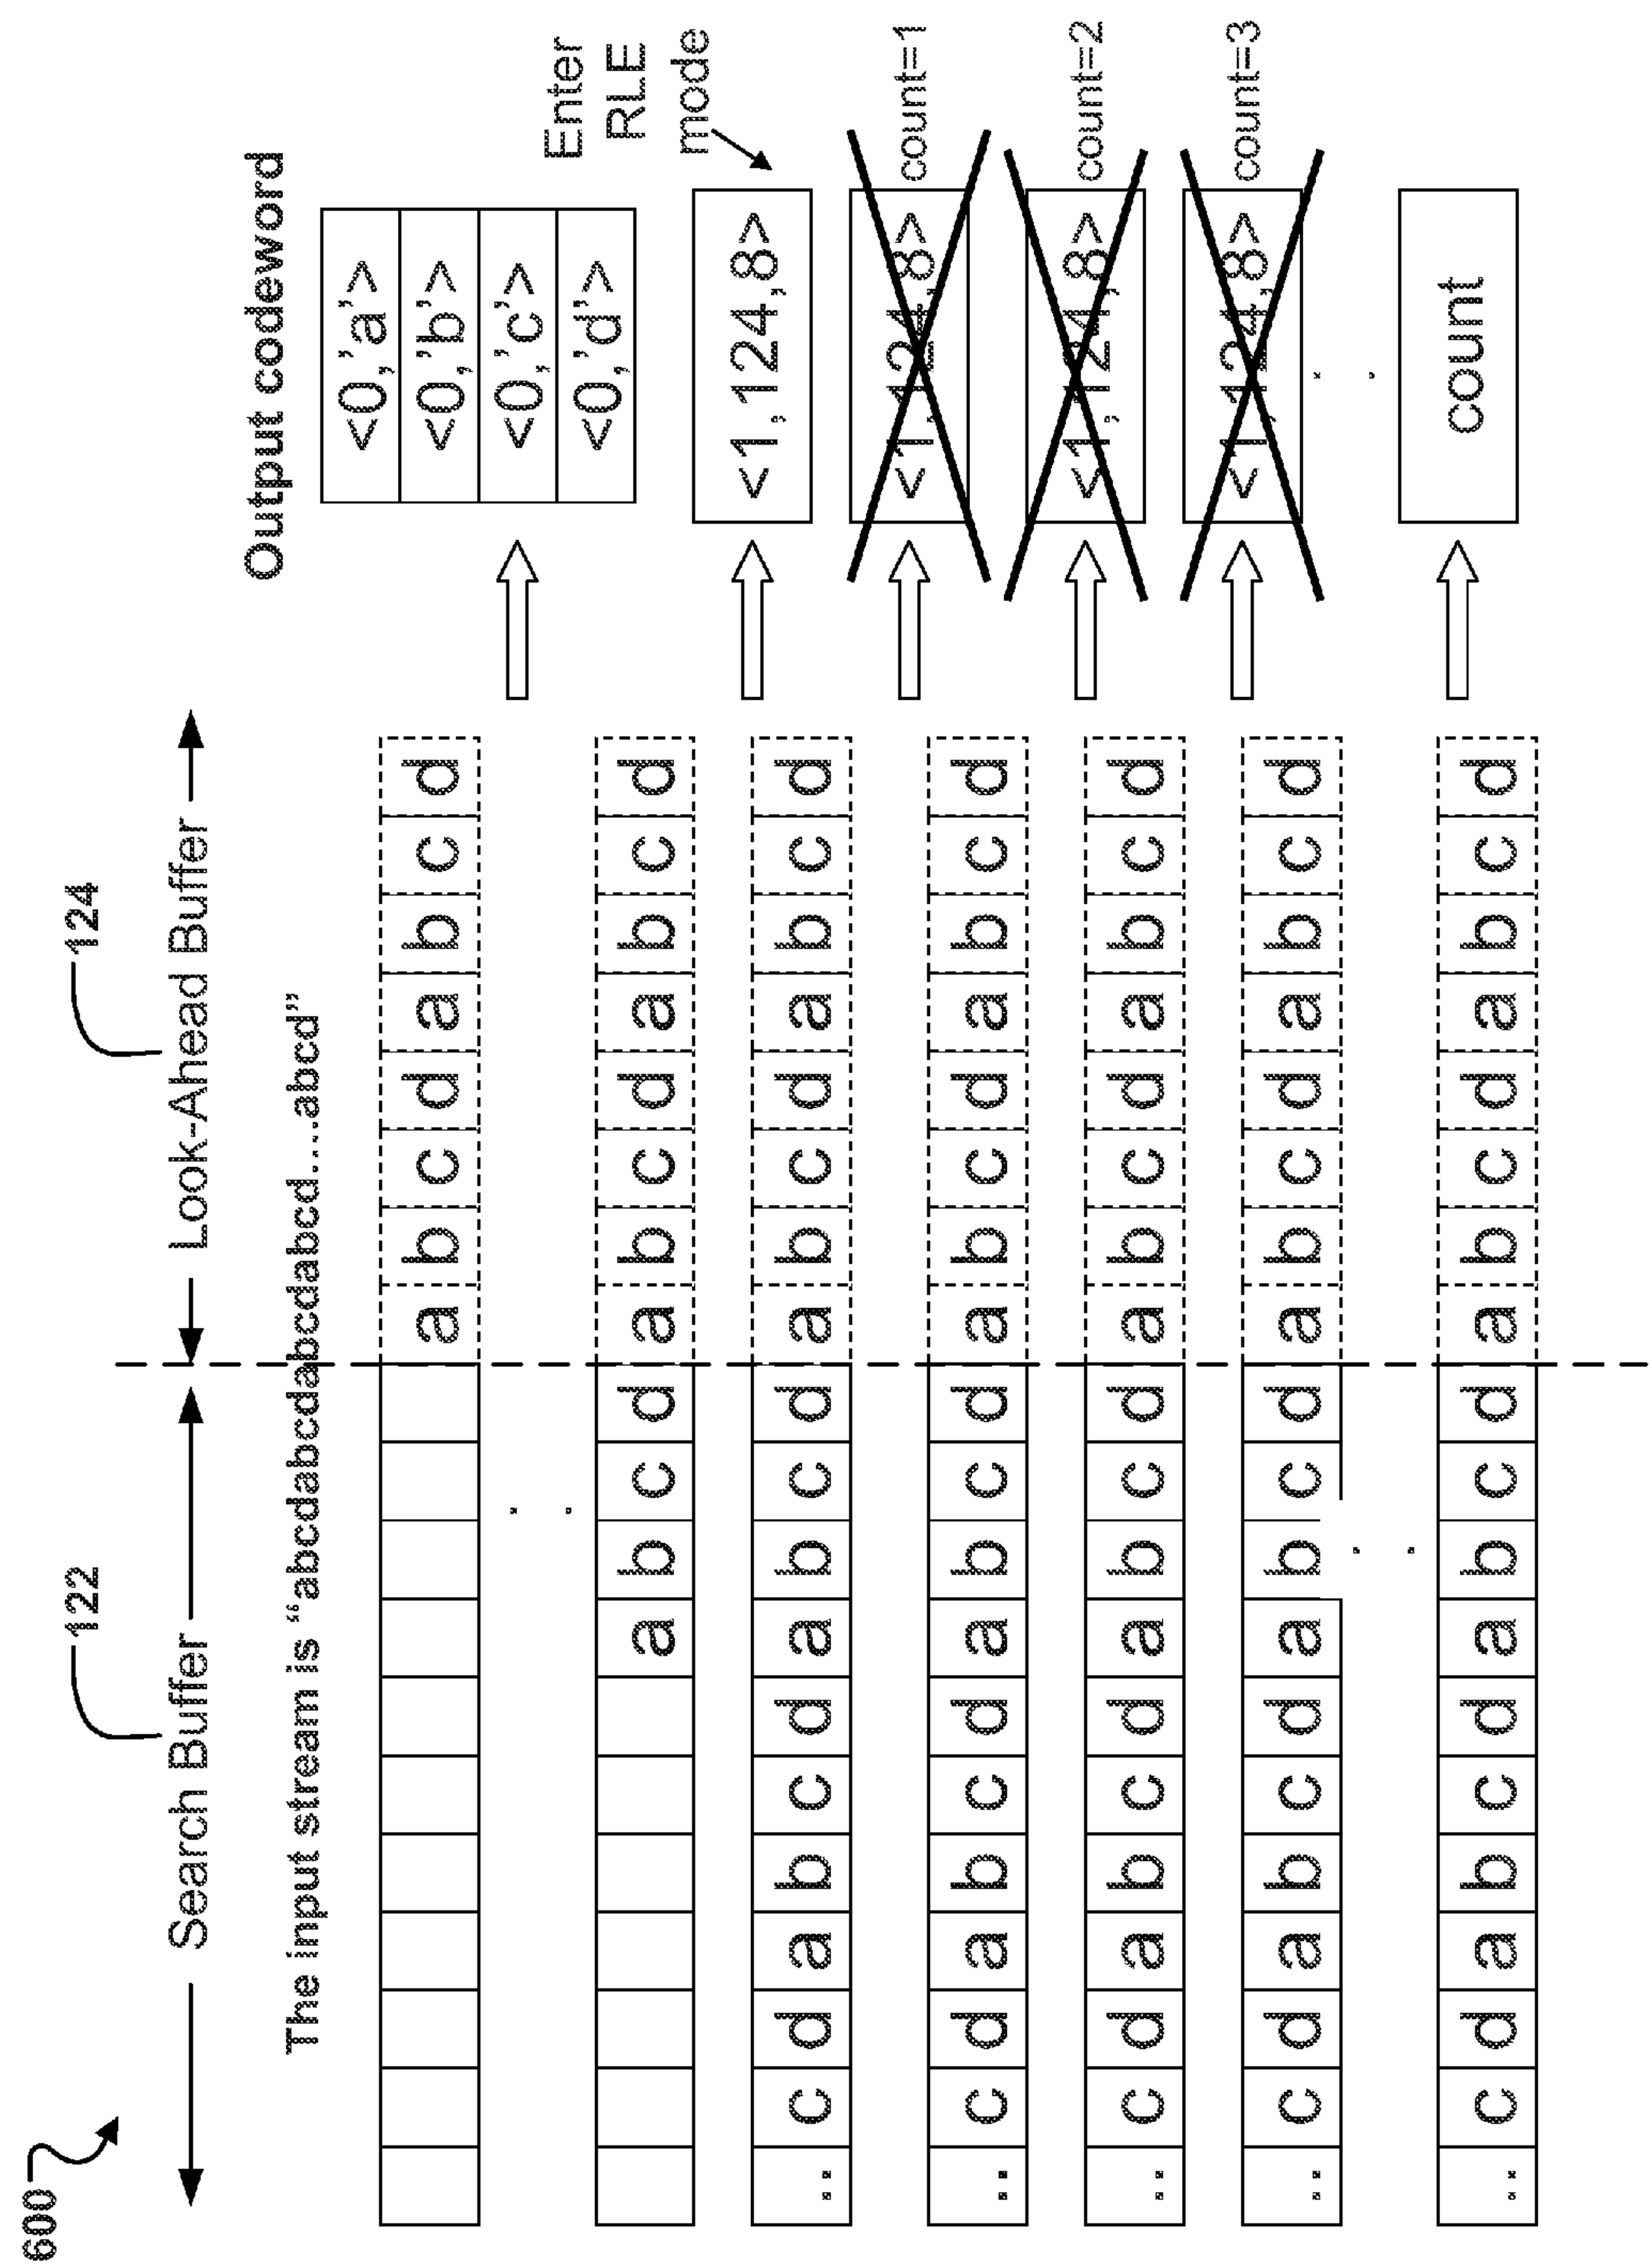 600
122
124
Search Buffer
Look-Ahead Buffer
Output codeword
The input stream is “abcdabcdabcdabcdabcd....abcd”
a b c d a b c d
<0,’a’>
<0,’b’>
<0,’c’>
<0,’d’>
Enter
RLE
mode
a b c d a b c d a b c d
<1,124,8>
.. c d a b c d a b c d a b c d a b c d
<1,124,8>
count=1
.. c d a b c d a b c d a b c d a b c d
<1,124,8>
count=2
.. c d a b c d a b c d a b c d a b c d
<1,124,8>
count=3
.. c d a b c d a b c d a b c d a b c d
.. c d a b c d a b c d a b c d a b c d
count